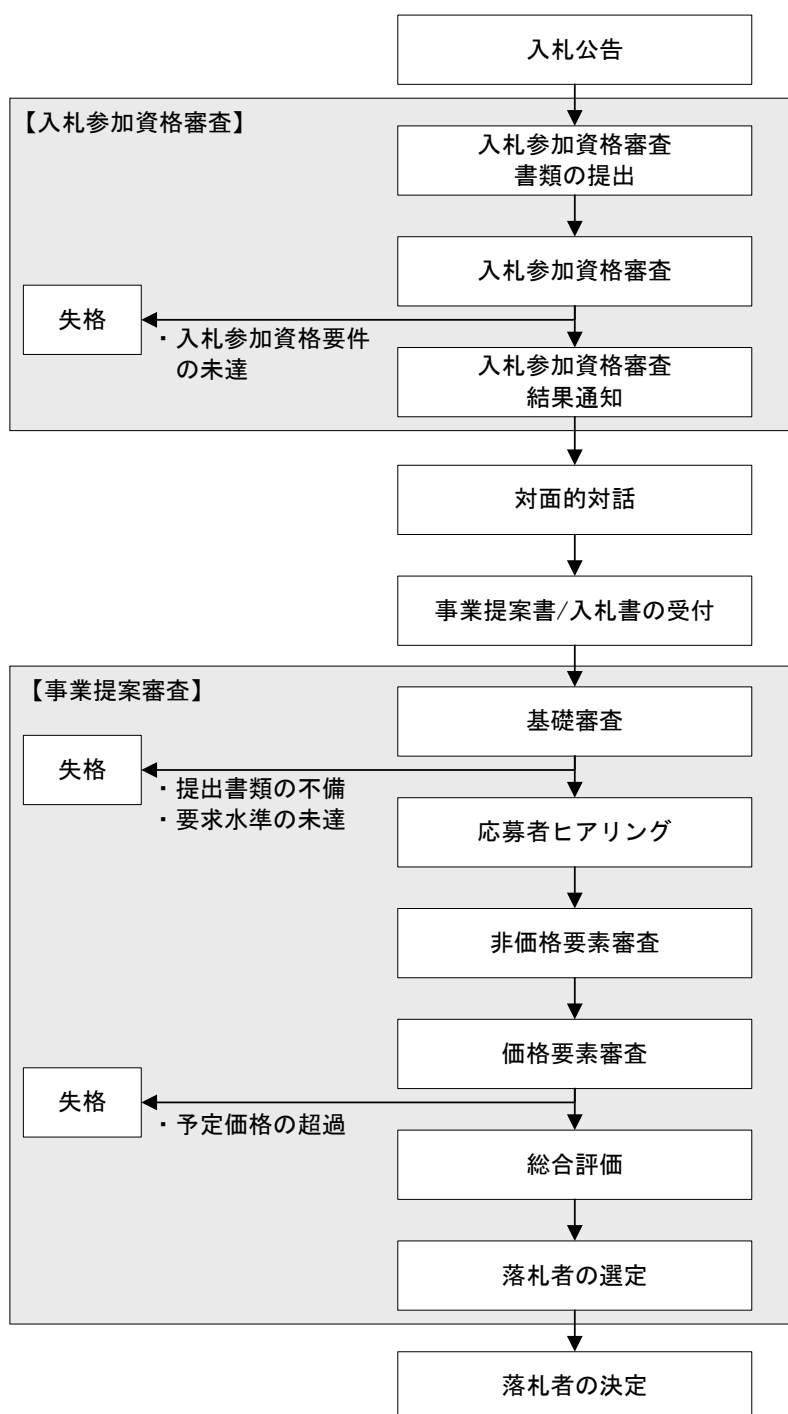 入札公告
【入札参加資格審査】
入札参加資格審査
書類の提出
入札参加資格審査
失格
・入札参加資格要件
の未達
入札参加資格審査
結果通知
対面的対話
事業提案書/入札書の受付
【事業提案審査】
基礎審査
失格
・提出書類の不備
・要求水準の未達
応募者ヒアリング
非価格要素審査
価格要素審査
失格
・予定価格の超過
総合評価
落札者の選定
落札者の決定